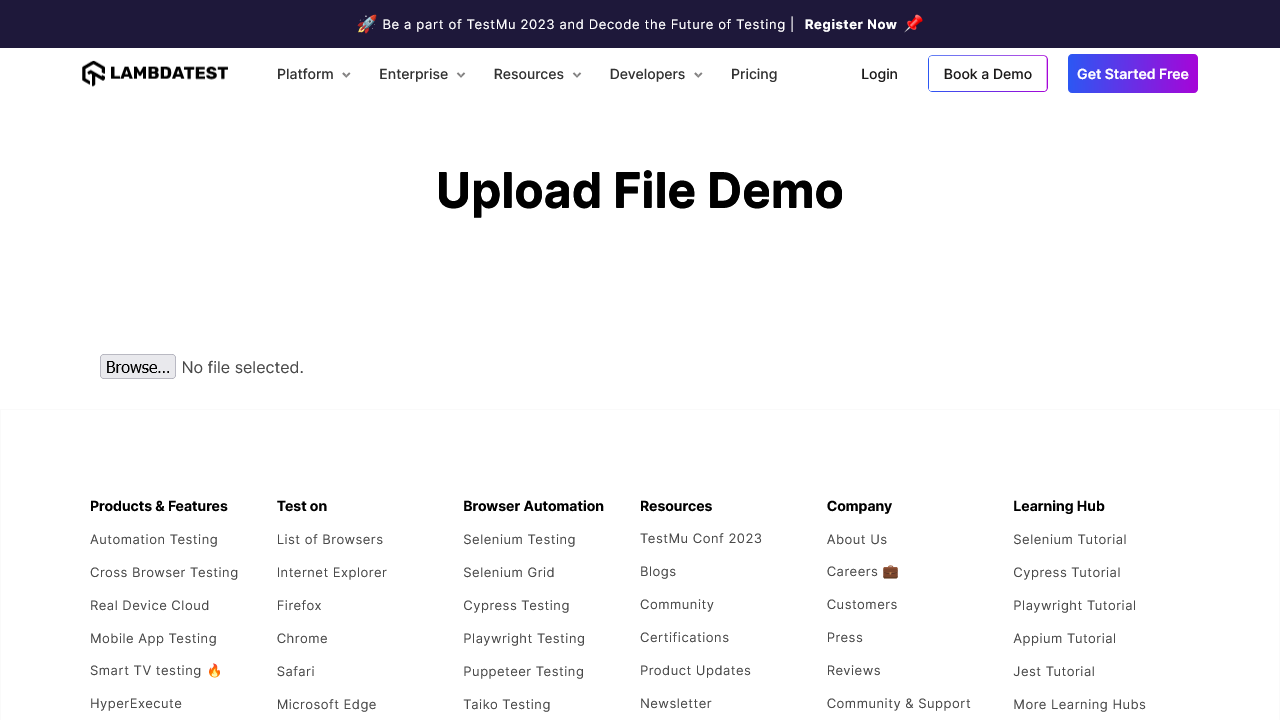 🚀 Be a part of TestMu 2023 and Decode the Future of Testing | Register Now 📌
LAMBDATEST Platform Enterprise Resources Developers Pricing Login Book a Demo Get Started Free
Upload File Demo
Browse... No file selected.
Products & Features
Automation Testing
Cross Browser Testing
Real Device Cloud
Mobile App Testing
Smart TV testing 🔥
HyperExecute
Test on
List of Browsers
Internet Explorer
Firefox
Chrome
Safari
Microsoft Edge
Browser Automation
Selenium Testing
Selenium Grid
Cypress Testing
Playwright Testing
Puppeteer Testing
Taiko Testing
Resources
TestMu Conf 2023
Blogs
Community
Certifications
Product Updates
Newsletter
Company
About Us
Careers 💼
Customers
Press
Reviews
Community & Support
Learning Hub
Selenium Tutorial
Cypress Tutorial
Playwright Tutorial
Appium Tutorial
Jest Tutorial
More Learning Hubs